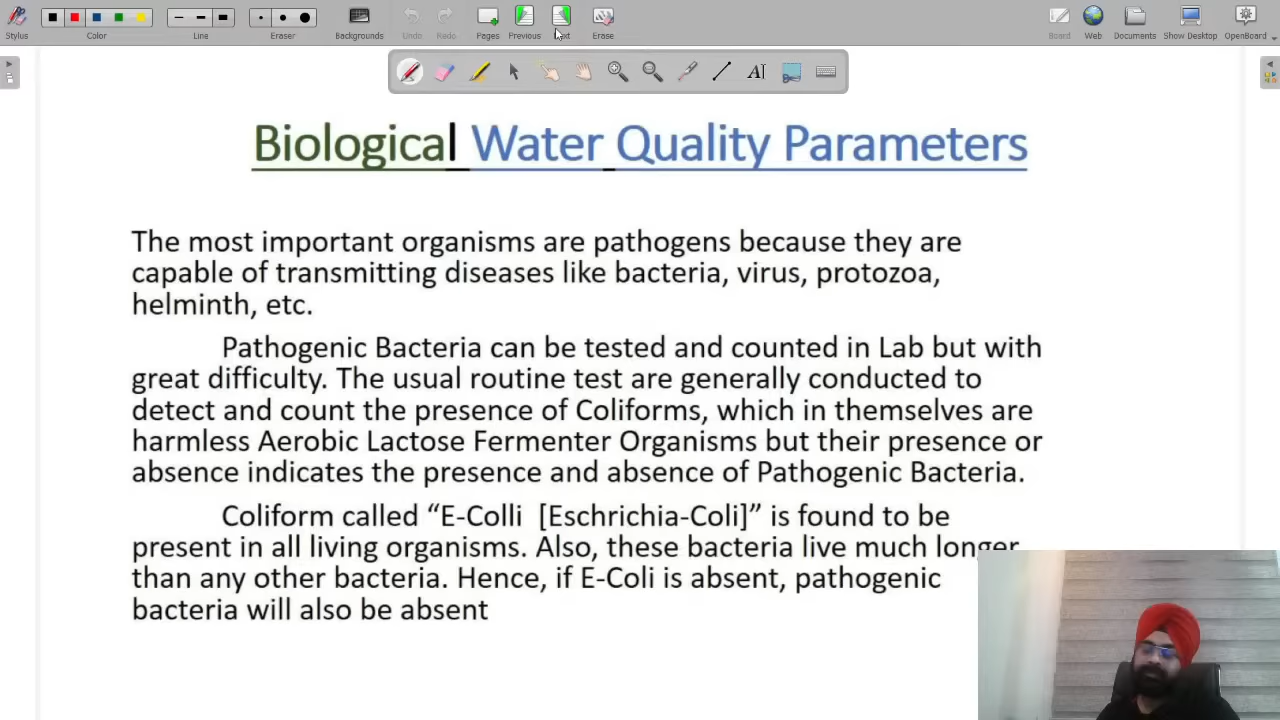 Stylus
Color
Line
Eraser
Backgrounds
Undo
Redo
Pages
Previous
Erase
Board
Web
Documents
Show Desktop
OpenBoard
Biological Water Quality Parameters
The most important organisms are pathogens because they are
capable of transmitting diseases like bacteria, virus, protozoa,
helminth, etc.
Pathogenic Bacteria can be tested and counted in Lab but with
great difficulty. The usual routine test are generally conducted to
detect and count the presence of Coliforms, which in themselves are
harmless Aerobic Lactose Fermenter Organisms but their presence or
absence indicates the presence and absence of Pathogenic Bacteria.
Coliform called “E-Colli [Eschrichia-Coli]” is found to be
present in all living organisms. Also, these bacteria live much longer
than any other bacteria. Hence, if E-Coli is absent, pathogenic
bacteria will also be absent